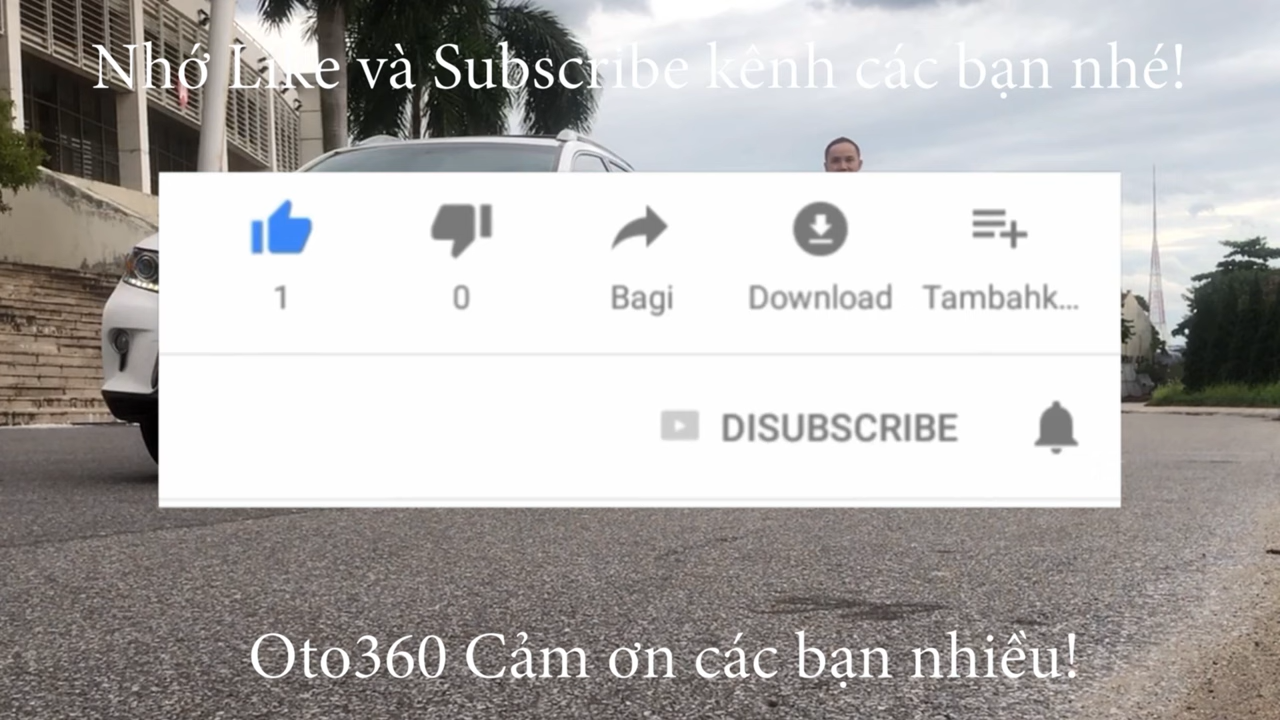 Nhớ Like và Subscribe kênh các bạn nhé!
1
0
Bagi
Download
Tambahk...
DISUBSCRIBE
Oto360 Cảm ơn các bạn nhiều!